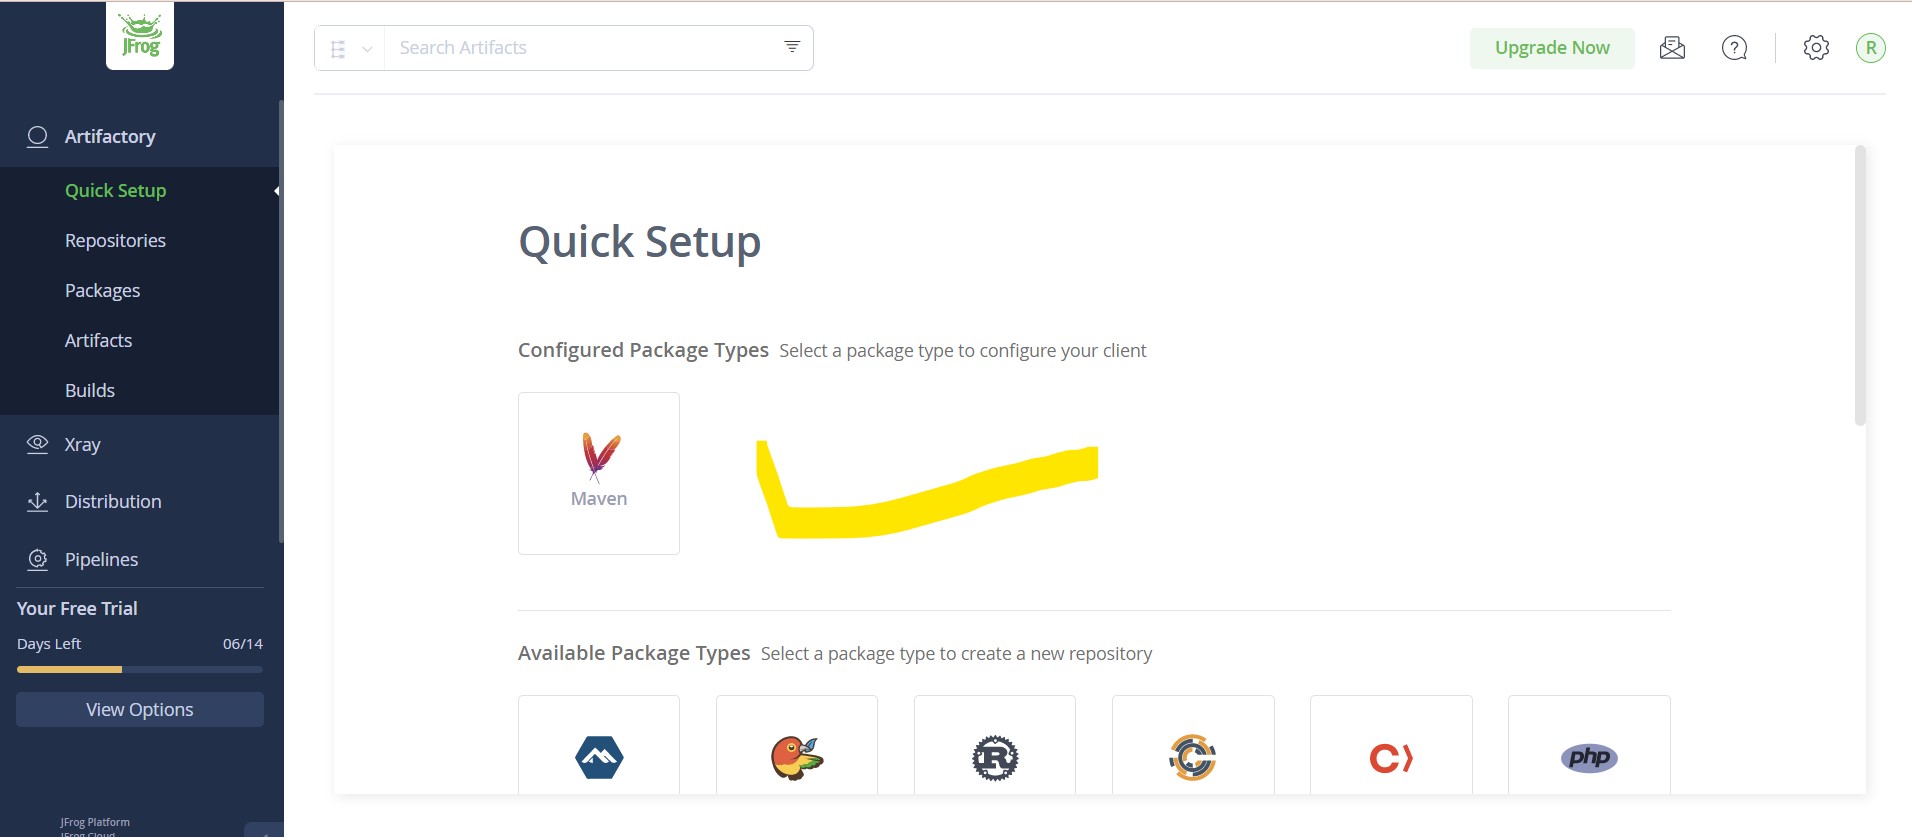 JFrog
Search Artifacts
Upgrade Now
R
Artifactory
Quick Setup
Repositories
Packages
Artifacts
Builds
Xray
Distribution
Pipelines
Your Free Trial
Days Left 06/14
View Options
JFrog Platform
JFrog Cloud
Quick Setup
Configured Package Types Select a package type to configure your client
Maven
Available Package Types Select a package type to create a new repository
R
php